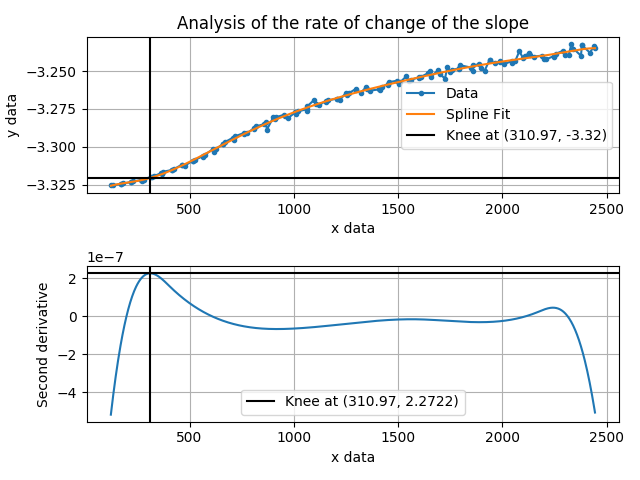 Analysis of the rate of change of the slope
y data
−3.250
−3.275
−3.300
−3.325
Data
Spline Fit
Knee at (310.97, -3.32)
500
1000
1500
2000
2500
x data
1e−7
Second derivative
2
0
−2
−4
Knee at (310.97, 2.2722)
500
1000
1500
2000
2500
x data